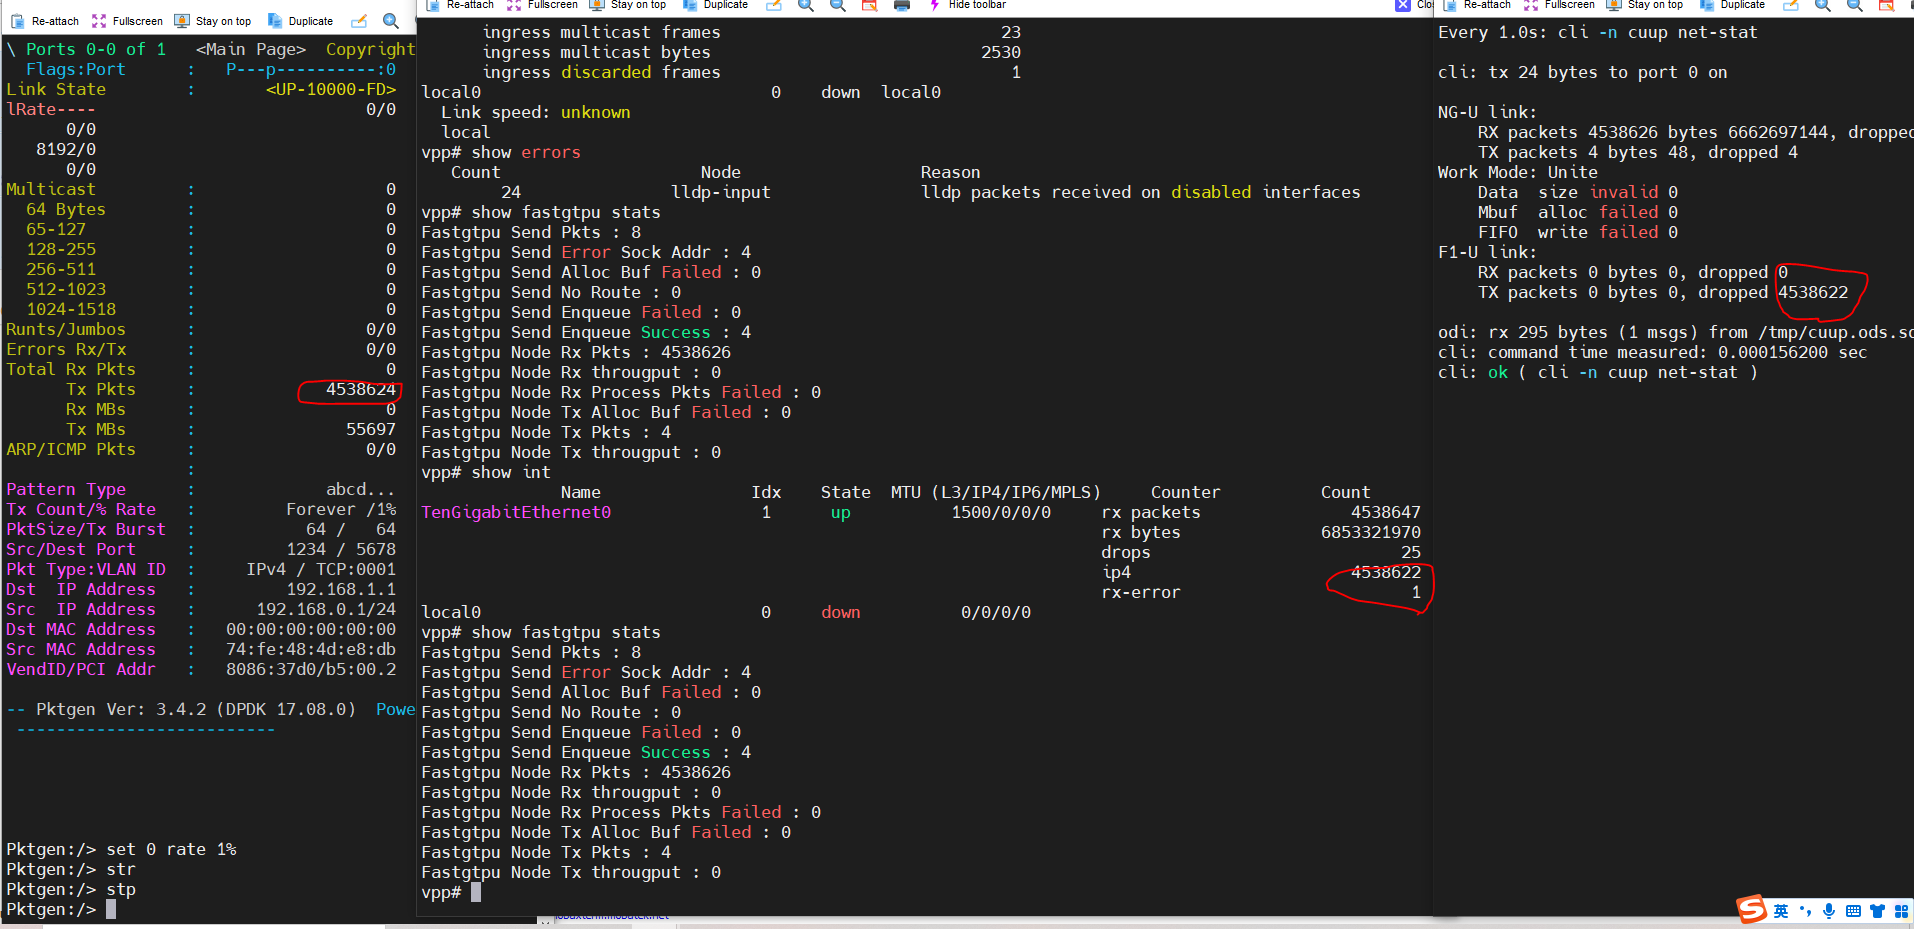 Re-attach Fullscreen Stay on top Duplicate
\ Ports 0-0 of 1 <Main Page> Copyright
Flags:Port : P---p----------:0
Link State : <UP-10000-FD>
lRate---- 0/0
0/0
8192/0
0/0
Multicast : 0
64 Bytes : 0
65-127 : 0
128-255 : 0
256-511 : 0
512-1023 : 0
1024-1518 : 0
Runts/Jumbos : 0/0
Errors Rx/Tx : 0/0
Total Rx Pkts : 0
Tx Pkts : 4538624
Rx MBs : 0
Tx MBs : 55697
ARP/ICMP Pkts : 0/0
:
Pattern Type : abcd...
Tx Count/% Rate : Forever /1%
PktSize/Tx Burst : 64 / 64
Src/Dest Port : 1234 / 5678
Pkt Type:VLAN ID : IPv4 / TCP:0001
Dst IP Address : 192.168.1.1
Src IP Address : 192.168.0.1/24
Dst MAC Address : 00:00:00:00:00:00
Src MAC Address : 74:fe:48:4d:e8:db
VendID/PCI Addr : 8086:37d0/b5:00.2
-- Pktgen Ver: 3.4.2 (DPDK 17.08.0) Powe
--------------------------
Pktgen:/> set 0 rate 1%
Pktgen:/> str
Pktgen:/> stp
Pktgen:/>
Re-attach Fullscreen Stay on top Duplicate Hide toolbar Clo
ingress multicast frames 23
ingress multicast bytes 2530
ingress discarded frames 1
local0 0 down local0
Link speed: unknown
local
vpp# show errors
Count Node Reason
24 lldp-input lldp packets received on disabled interfaces
vpp# show fastgtpu stats
Fastgtpu Send Pkts : 8
Fastgtpu Send Error Sock Addr : 4
Fastgtpu Send Alloc Buf Failed : 0
Fastgtpu Send No Route : 0
Fastgtpu Send Enqueue Failed : 0
Fastgtpu Send Enqueue Success : 4
Fastgtpu Node Rx Pkts : 4538626
Fastgtpu Node Rx througput : 0
Fastgtpu Node Rx Process Pkts Failed : 0
Fastgtpu Node Tx Alloc Buf Failed : 0
Fastgtpu Node Tx Pkts : 4
Fastgtpu Node Tx througput : 0
vpp# show int
Name Idx State MTU (L3/IP4/IP6/MPLS) Counter Count
TenGigabitEthernet0 1 up 1500/0/0/0 rx packets 4538647
rx bytes 6853321970
drops 25
ip4 4538622
rx-error 1
local0 0 down 0/0/0/0
vpp# show fastgtpu stats
Fastgtpu Send Pkts : 8
Fastgtpu Send Error Sock Addr : 4
Fastgtpu Send Alloc Buf Failed : 0
Fastgtpu Send No Route : 0
Fastgtpu Send Enqueue Failed : 0
Fastgtpu Send Enqueue Success : 4
Fastgtpu Node Rx Pkts : 4538626
Fastgtpu Node Rx througput : 0
Fastgtpu Node Rx Process Pkts Failed : 0
Fastgtpu Node Tx Alloc Buf Failed : 0
Fastgtpu Node Tx Pkts : 4
Fastgtpu Node Tx througput : 0
vpp#
Re-attach Fullscreen Stay on top Duplicate
Every 1.0s: cli -n cuup net-stat
cli: tx 24 bytes to port 0 on
NG-U link:
RX packets 4538626 bytes 6662697144, dropped
TX packets 4 bytes 48, dropped 4
Work Mode: Unite
Data size invalid 0
Mbuf alloc failed 0
FIFO write failed 0
F1-U link:
RX packets 0 bytes 0, dropped 0
TX packets 0 bytes 0, dropped 4538622
odi: rx 295 bytes (1 msgs) from /tmp/cuup.ods.so
cli: command time measured: 0.000156200 sec
cli: ok ( cli -n cuup net-stat )
S 英